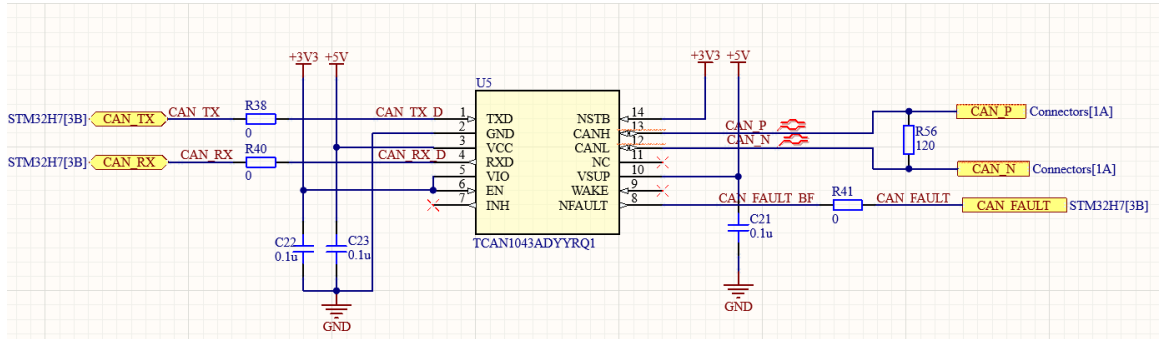 +3V3
+5V
+3V3
+5V
U5
STM32H7[3B]
CAN_TX
CAN_TX
R38
0
CAN_TX_D
1
TXD
NSTB
14
CAN_P
Connectors[1A]
2
GND
CANH
13
CAN_P
3
VCC
CANL
12
CAN_N
R56
120
STM32H7[3B]
CAN_RX
CAN_RX
R40
0
CAN_RX_D
4
RXD
NC
11
5
VIO
VSUP
10
CAN_N
Connectors[1A]
6
EN
WAKE
9
7
INH
NFAULT
8
CAN_FAULT_BF
R41
0
CAN_FAULT
CAN_FAULT
STM32H7[3B]
C22
0.1u
C23
0.1u
TCAN1043ADYYRQ1
C21
0.1u
GND
GND